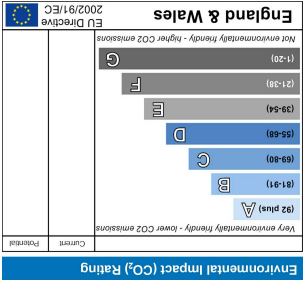 Environmental Impact (CO₂) Rating
Current Potential
Very environmentally friendly - lower CO2 emissions
(92 plus) A
(81-91) B
(69-80) C
(55-68) D
(39-54) E
(21-38) F
(1-20) G
Not environmentally friendly - higher CO2 emissions
England & Wales
EU Directive
2002/91/EC